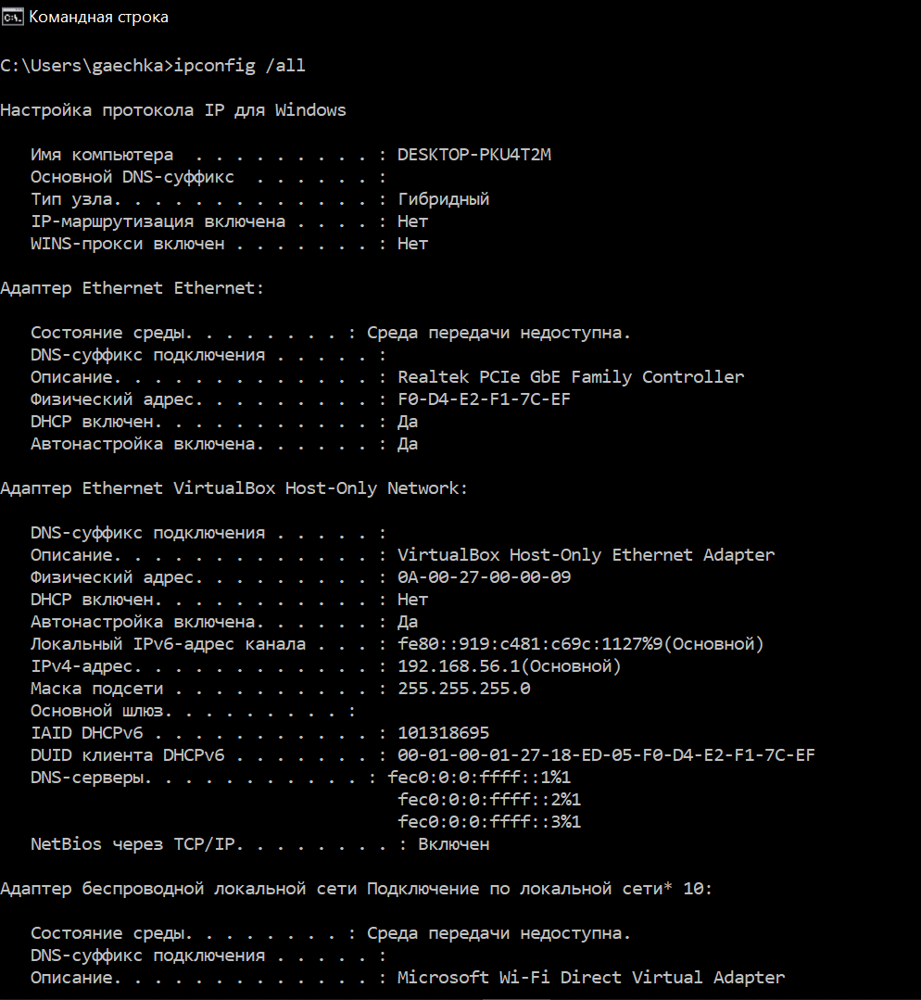 Командная строка
C:\Users\gaechka>ipconfig /all
Настройка протокола IP для Windows
Имя компьютера . . . . . . . . . : DESKTOP-PKU4T2M
Основной DNS-суффикс . . . . . . :
Тип узла. . . . . . . . . . . . . : Гибридный
IP-маршрутизация включена . . . . : Нет
WINS-прокси включен . . . . . . . : Нет
Адаптер Ethernet Ethernet:
Состояние среды. . . . . . . . : Среда передачи недоступна.
DNS-суффикс подключения . . . . . :
Описание. . . . . . . . . . . . . : Realtek PCIe GbE Family Controller
Физический адрес. . . . . . . . . : F0-D4-E2-F1-7C-EF
DHCP включен. . . . . . . . . . . : Да
Автонастройка включена. . . . . . : Да
Адаптер Ethernet VirtualBox Host-Only Network:
DNS-суффикс подключения . . . . . :
Описание. . . . . . . . . . . . . : VirtualBox Host-Only Ethernet Adapter
Физический адрес. . . . . . . . . : 0A-00-27-00-00-09
DHCP включен. . . . . . . . . . . : Нет
Автонастройка включена. . . . . . : Да
Локальный IPv6-адрес канала . . . : fe80::919:c481:c69c:1127%9(Основной)
IPv4-адрес. . . . . . . . . . . . : 192.168.56.1(Основной)
Маска подсети . . . . . . . . . . : 255.255.255.0
Основной шлюз. . . . . . . . . :
IAID DHCPv6 . . . . . . . . . . . : 101318695
DUID клиента DHCPv6 . . . . . . . : 00-01-00-01-27-18-ED-05-F0-D4-E2-F1-7C-EF
DNS-серверы. . . . . . . . . . . : fec0:0:0:ffff::1%1
fec0:0:0:ffff::2%1
fec0:0:0:ffff::3%1
NetBios через TCP/IP. . . . . . . . : Включен
Адаптер беспроводной локальной сети Подключение по локальной сети* 10:
Состояние среды. . . . . . . . : Среда передачи недоступна.
DNS-суффикс подключения . . . . . :
Описание. . . . . . . . . . . . . : Microsoft Wi-Fi Direct Virtual Adapter